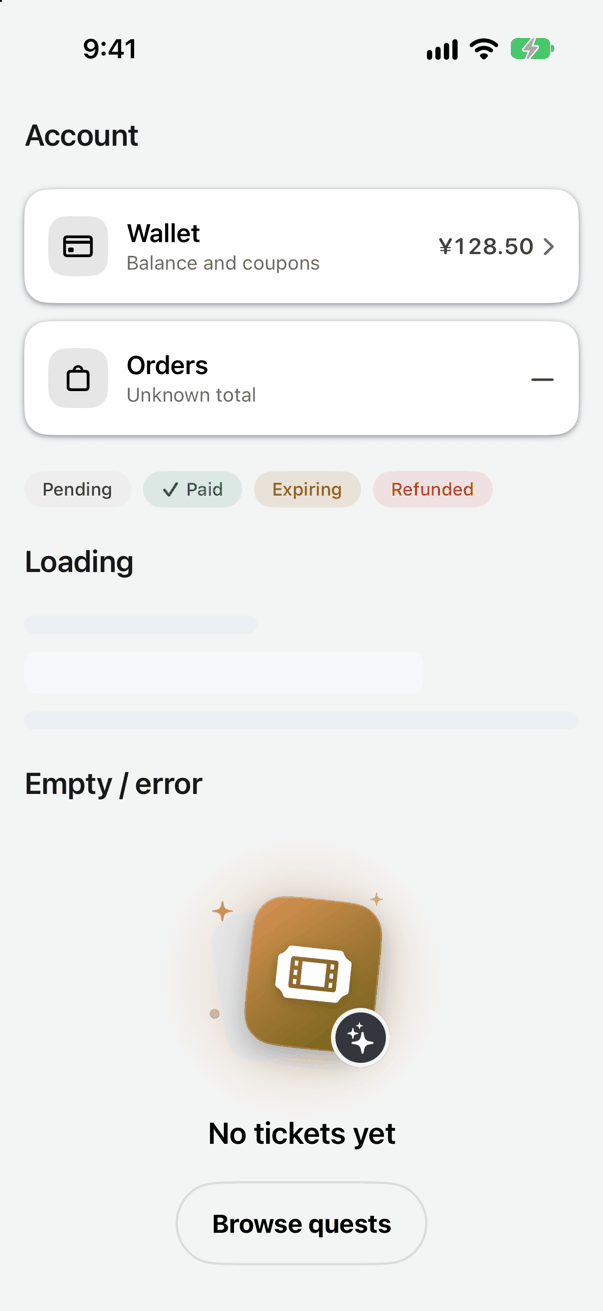 9:41
Account
Wallet
Balance and coupons
¥128.50
Orders
Unknown total
—
Pending
Paid
Expiring
Refunded
Loading
Empty / error
No tickets yet
Browse quests